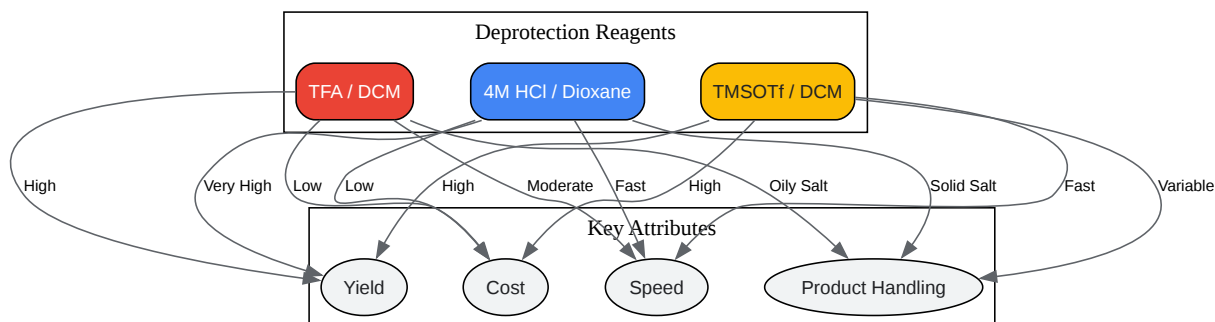 Deprotection Reagents
TFA / DCM
4M HCl / Dioxane
TMSOTf / DCM
High
Very High
Low
Low
High
Moderate
Fast
High
Oily Salt
Solid Salt
Fast
Variable
Key Attributes
Yield
Cost
Speed
Product Handling